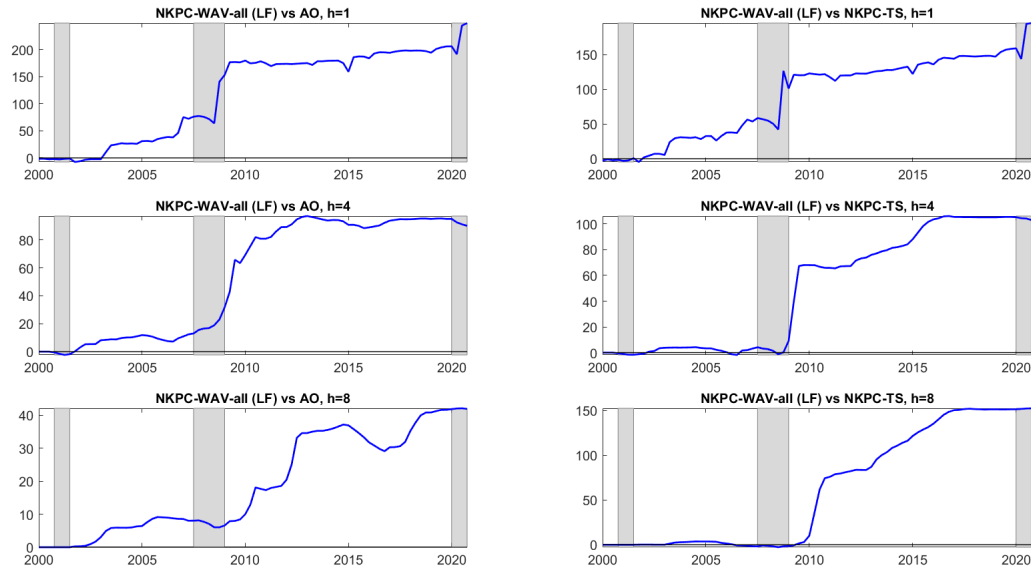 NKPC-WAV-all (LF) vs AO, h=1
200
150
100
50
0
2000 2005 2010 2015 2020
NKPC-WAV-all (LF) vs NKPC-TS, h=1
150
100
50
0
2000 2005 2010 2015 2020
NKPC-WAV-all (LF) vs AO, h=4
80
60
40
20
0
2000 2005 2010 2015 2020
NKPC-WAV-all (LF) vs NKPC-TS, h=4
100
80
60
40
20
0
2000 2005 2010 2015 2020
NKPC-WAV-all (LF) vs AO, h=8
40
30
20
10
0
2000 2005 2010 2015 2020
NKPC-WAV-all (LF) vs NKPC-TS, h=8
150
100
50
0
2000 2005 2010 2015 2020